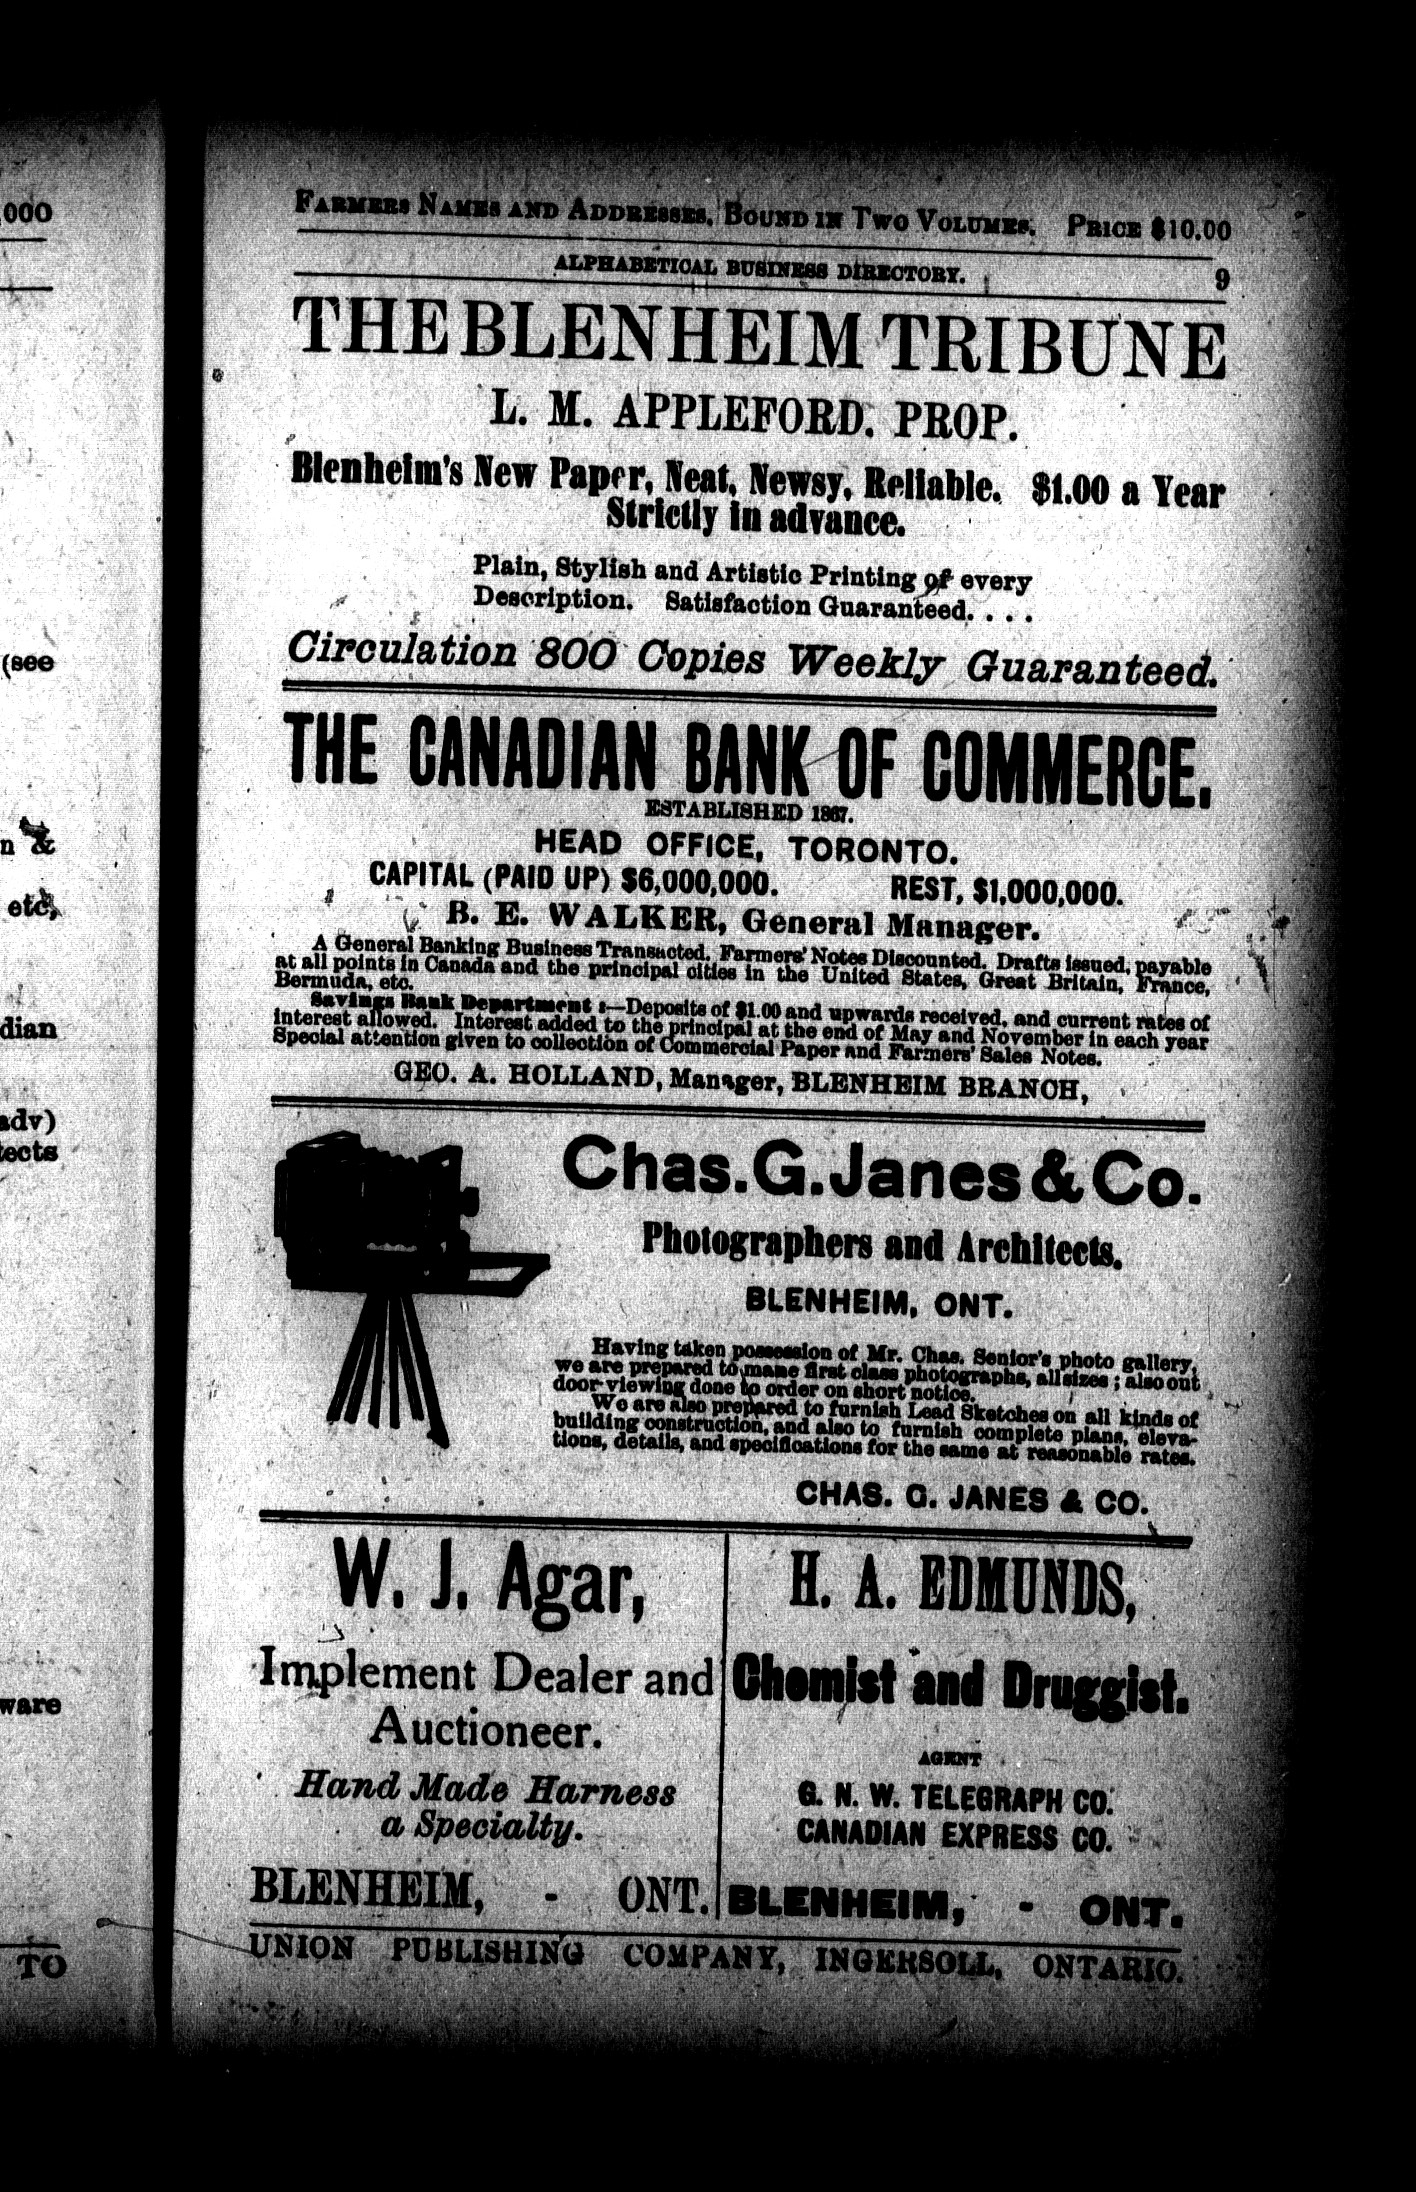 FARMERS NAMES AND ADDRESSES. BOUND IN TWO VOLUMES. PRICE $10.00
ALPHABETICAL BUSINESS DIRECTORY. 9
THE BLENHEIM TRIBUNE
L. M. APPLEFORD. PROP.
Blenheim's New Paper, Neat, Newsy, Reliable. $1.00 a Year
Strictly in advance.
Plain, Stylish and Artistic Printing of every
Description. Satisfaction Guaranteed. . . .
Circulation 800 Copies Weekly Guaranteed.
THE CANADIAN BANK OF COMMERCE.
ESTABLISHED 1867.
HEAD OFFICE, TORONTO.
CAPITAL (PAID UP) $6,000,000. REST, $1,000,000.
B. E. WALKER, General Manager.
A General Banking Business Transacted. Farmers' Notes Discounted. Drafts issued, payable
at all points in Canada and the principal cities in the United States, Great Britain, France,
Bermuda, etc.
Savings Bank Department :—Deposits of $1.00 and upwards received, and current rates of
interest allowed. Interest added to the principal at the end of May and November in each year
Special attention given to collection of Commercial Paper and Farmers' Sales Notes.
GEO. A. HOLLAND, Manager, BLENHEIM BRANCH,
Chas. G. Janes & Co.
Photographers and Architects.
BLENHEIM, ONT.
Having taken possession of Mr. Chas. Senior's photo gallery,
we are prepared to mane first class photographs, all sizes ; also out
door viewing done to order on short notice.
We are also prepared to furnish Lead Sketches on all kinds of
building construction, and also to furnish complete plans, eleva-
tions, details, and specifications for the same at reasonable rates.
CHAS. G. JANES & CO.
W. J. Agar,
Implement Dealer and
Auctioneer.
Hand Made Harness
a Specialty.
BLENHEIM, - ONT.
H. A. EDMUNDS,
Chemist and Druggist.
AGENT
G. N. W. TELEGRAPH CO.
CANADIAN EXPRESS CO.
BLENHEIM, - ONT.
UNION PUBLISHING COMPANY, INGERSOLL, ONTARIO.
000
(see
n &
etc,
dian
adv)
tects
ware
TO